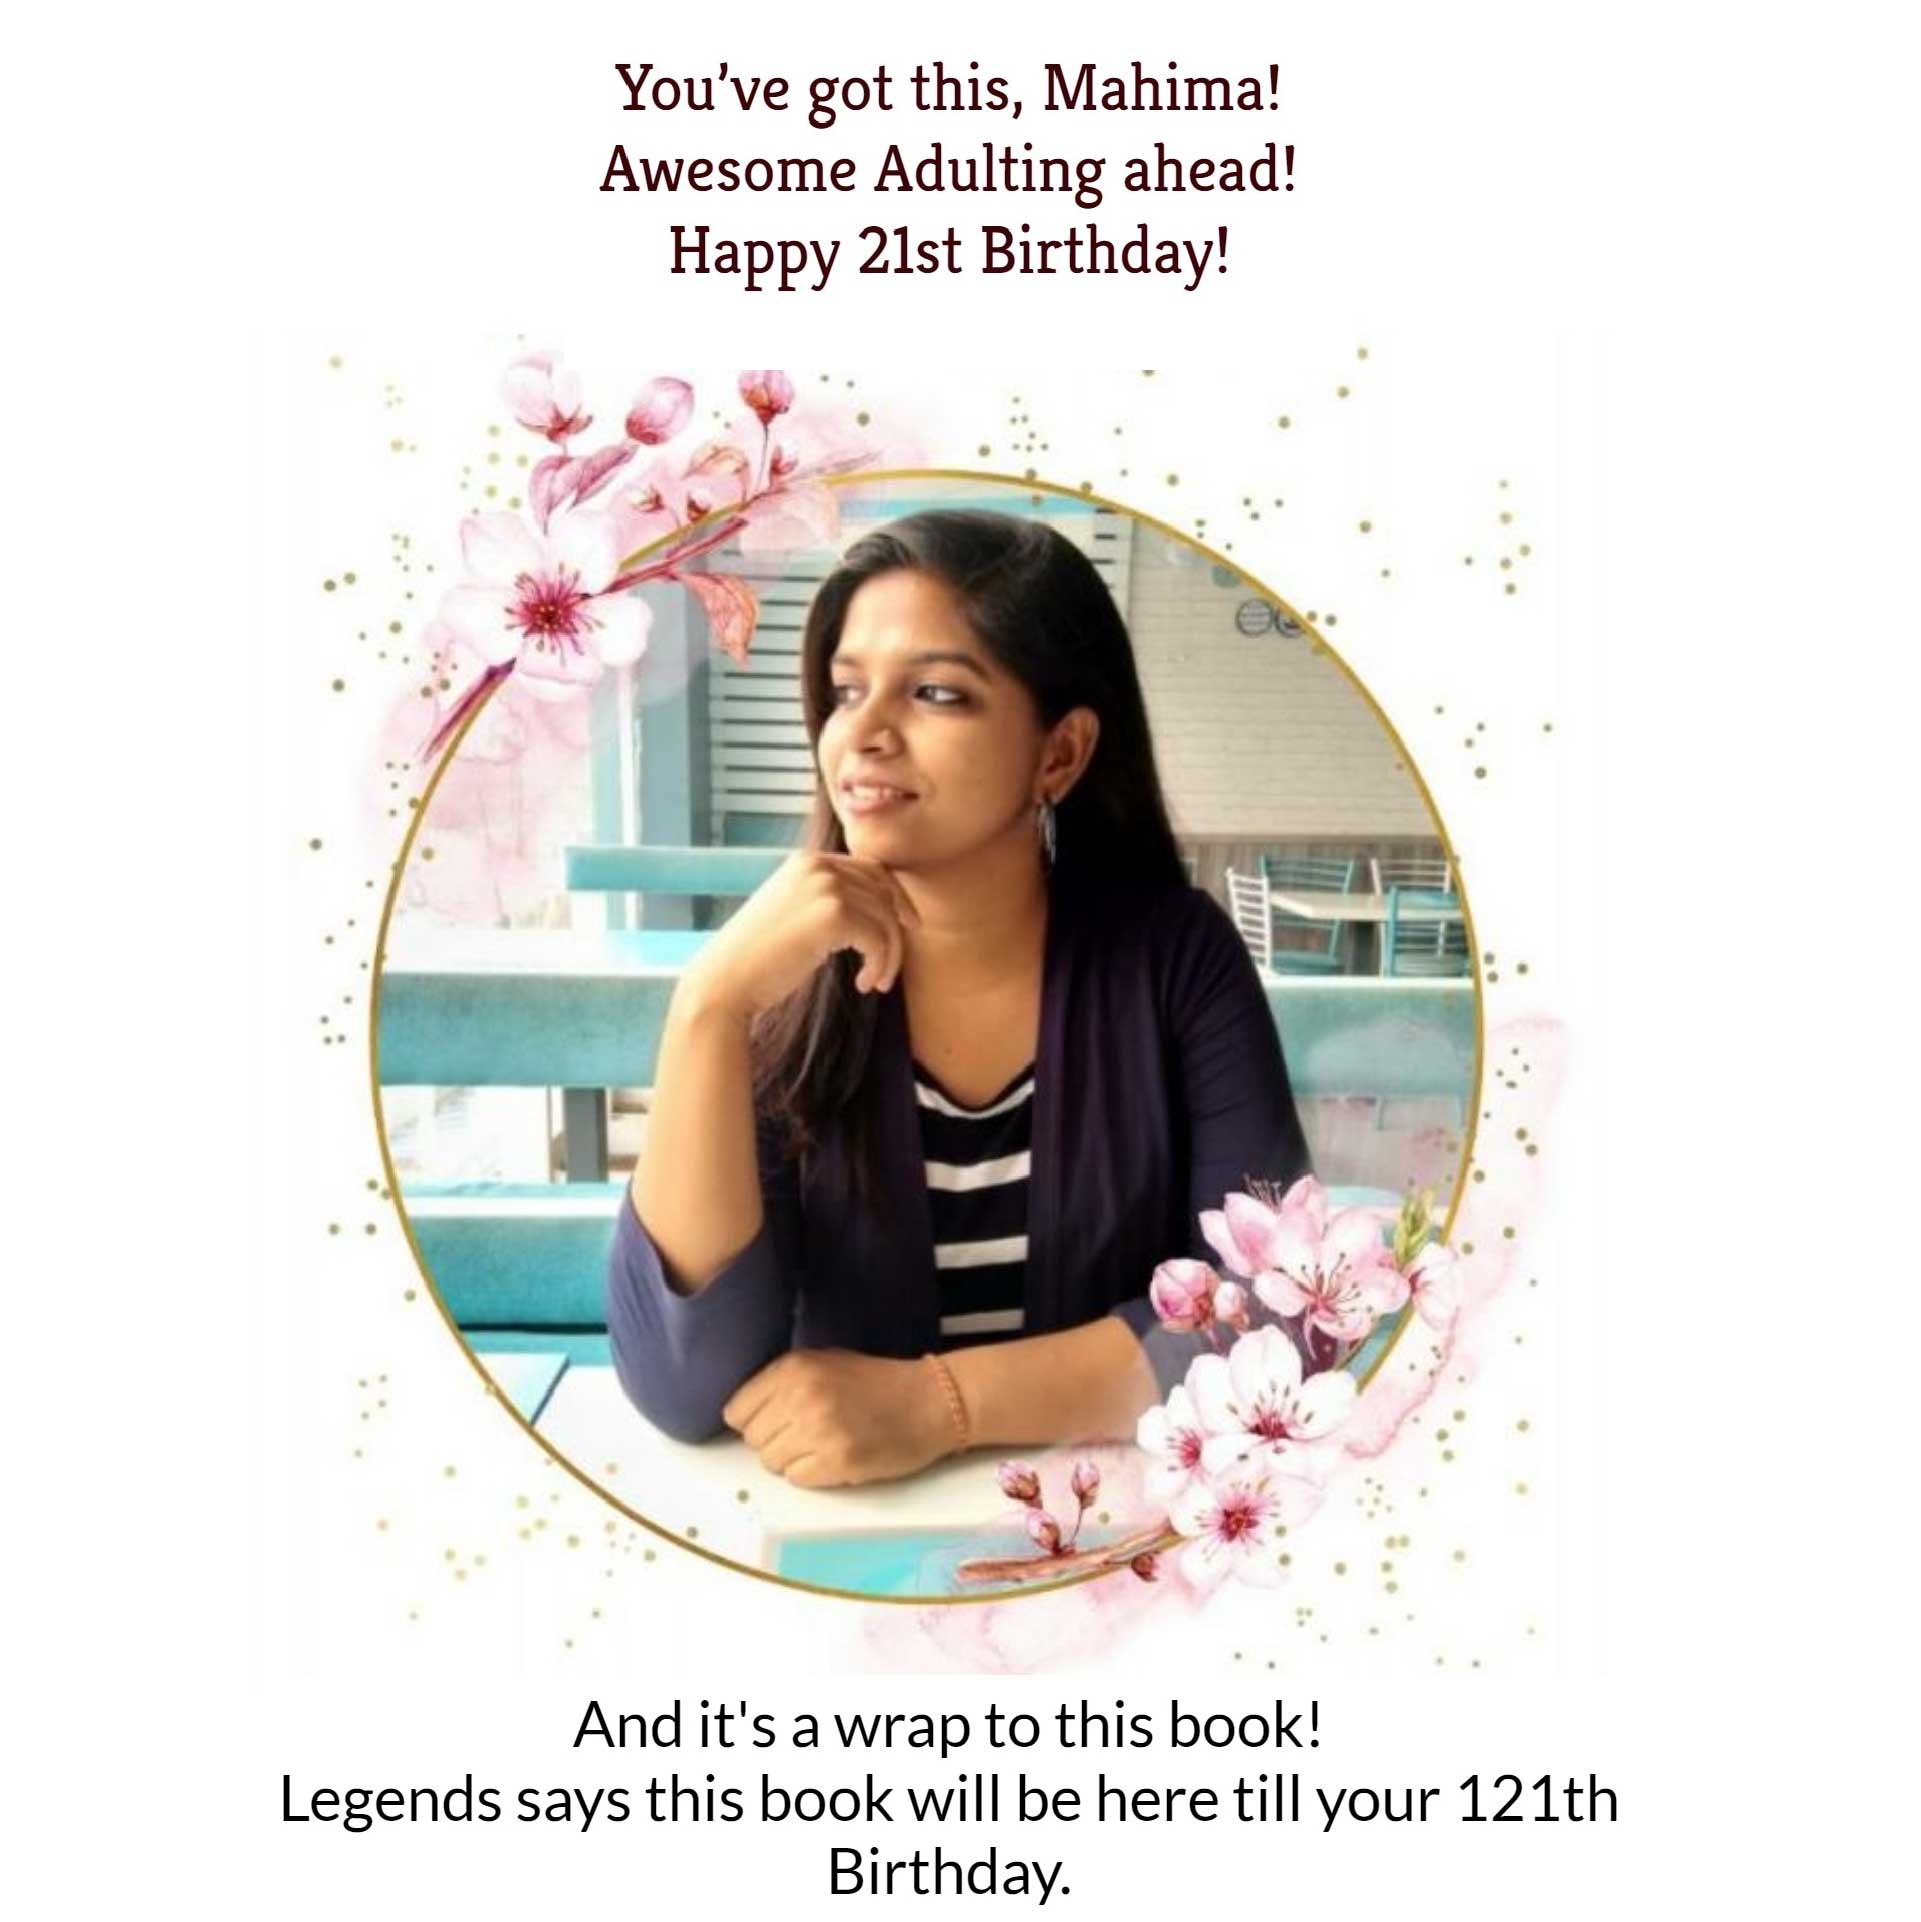 You’ve got this, Mahima!
Awesome Adulting ahead!
Happy 21st Birthday!
And it's a wrap to this book!
Legends says this book will be here till your 121th
Birthday.